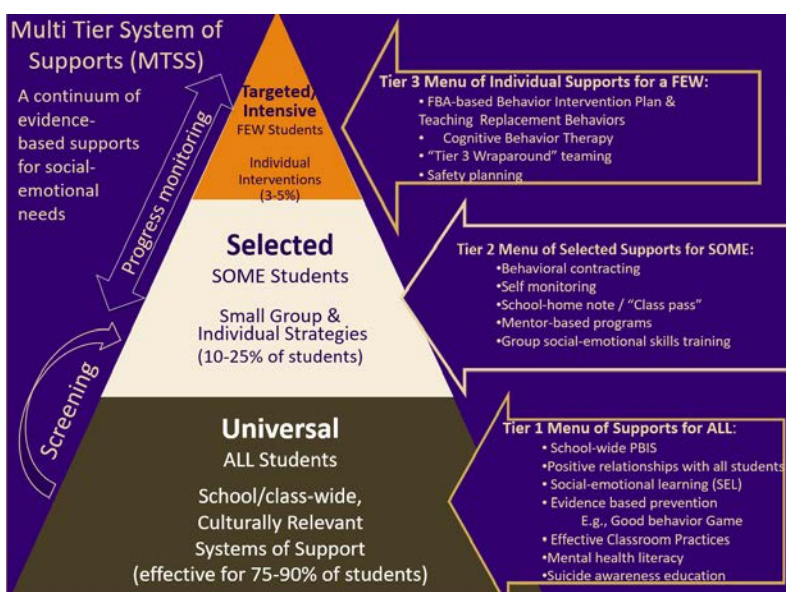 Multi Tier System of
Supports (MTSS)
A continuum of
evidence-
based supports
for social-
emotional
needs
Progress monitoring
Screening
Targeted/
Intensive
FEW Students
Individual
Interventions
(3-5%)
Selected
SOME Students
Small Group &
Individual Strategies
(10-25% of students)
Universal
ALL Students
School/class-wide,
Culturally Relevant
Systems of Support
(effective for 75-90% of students)
Tier 3 Menu of Individual Supports for a FEW:
• FBA-based Behavior Intervention Plan &
Teaching Replacement Behaviors
• Cognitive Behavior Therapy
• “Tier 3 Wraparound” teaming
• Safety planning
Tier 2 Menu of Selected Supports for SOME:
•Behavioral contracting
•Self monitoring
•School-home note / “Class pass”
•Mentor-based programs
•Group social-emotional skills training
Tier 1 Menu of Supports for ALL:
• School-wide PBIS
•Positive relationships with all students
• Social-emotional learning (SEL)
• Evidence based prevention
E.g., Good behavior Game
• Effective Classroom Practices
•Mental health literacy
•Suicide awareness education